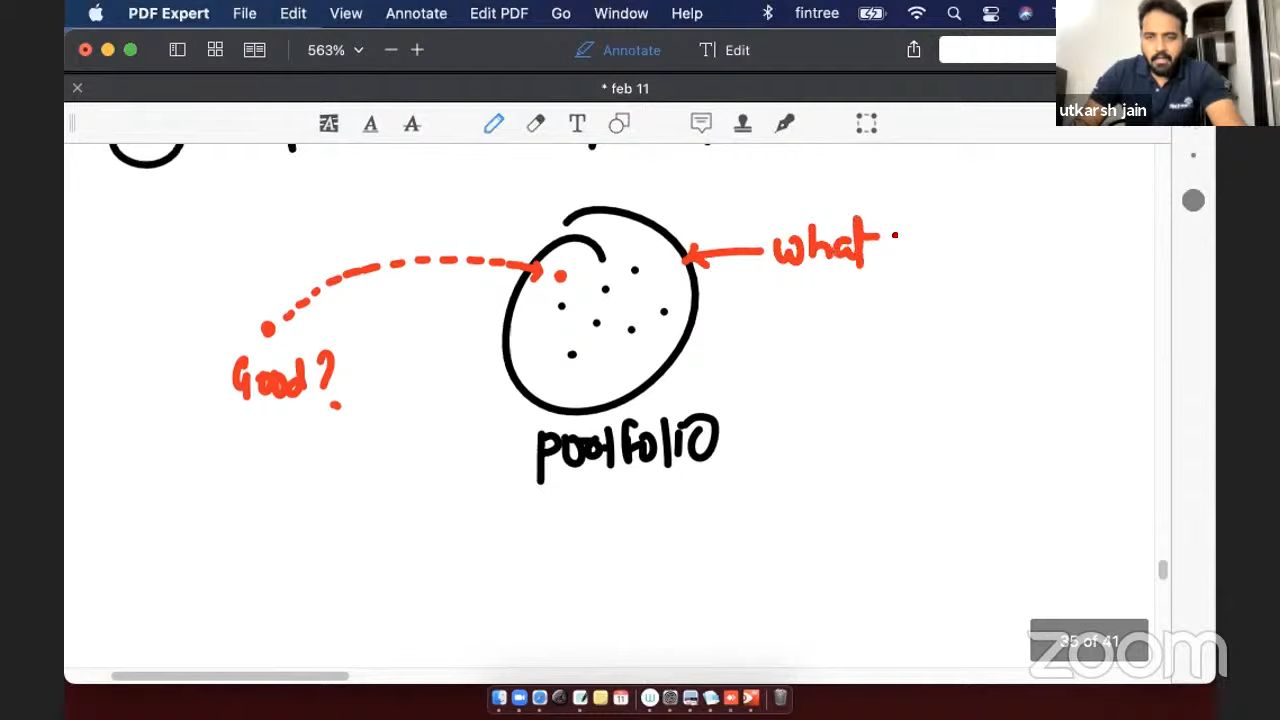 PDF Expert File Edit View Annotate Edit PDF Go Window Help fintree
563% Annotate T Edit
* feb 11
utkarsh jain
what
Good?
portfolio
35 of 41
zoom